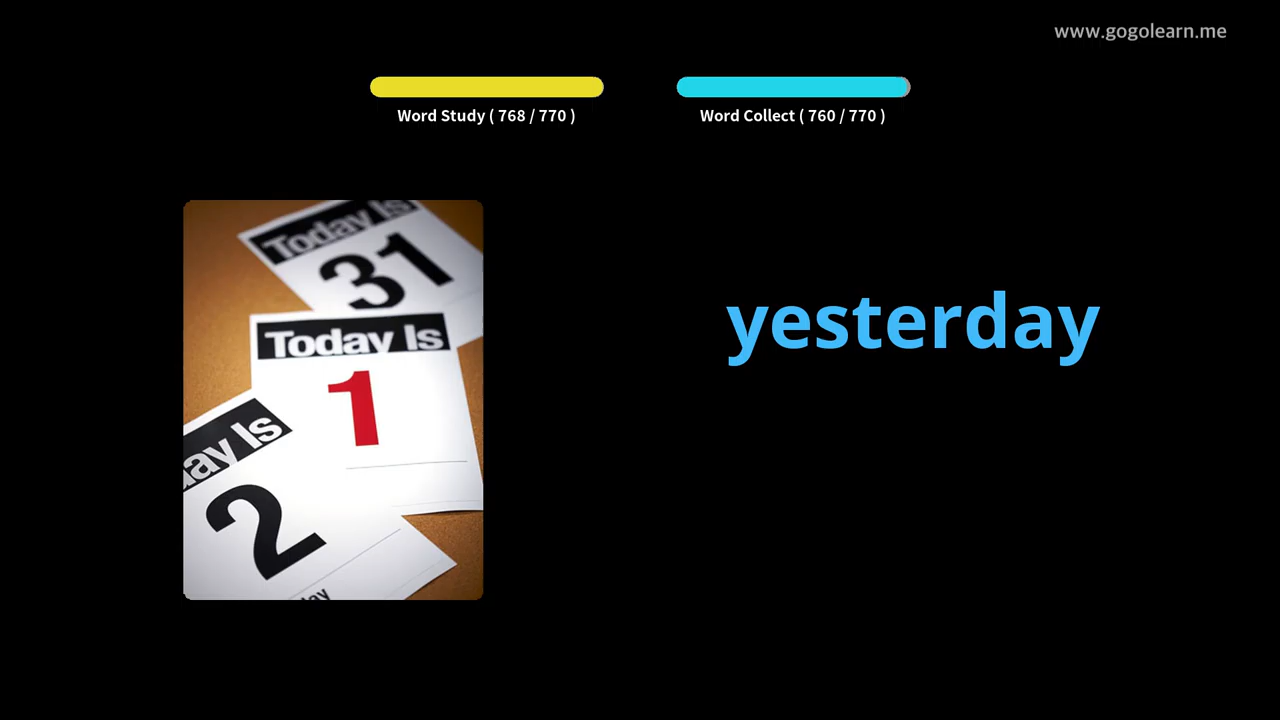 www.gogolearn.me
Word Study ( 768 / 770 )
Word Collect ( 760 / 770 )
Today Is
31
Today Is
1
yesterday
ay Is
2